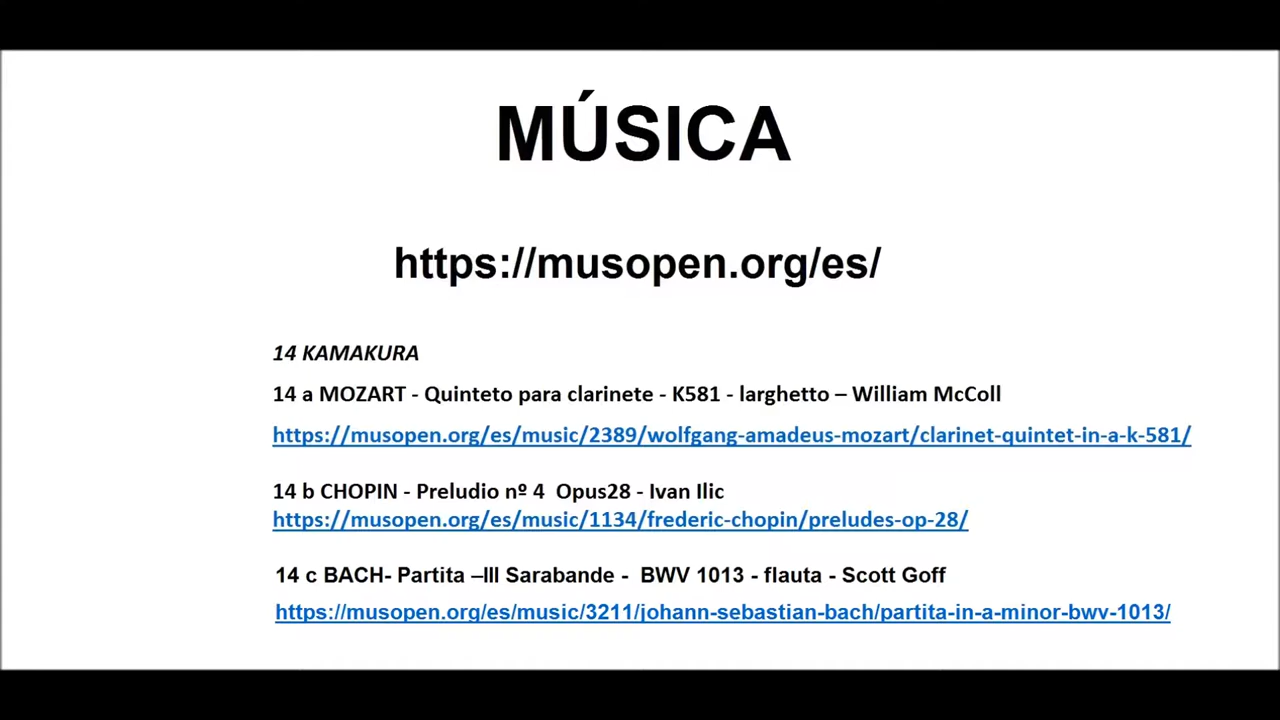 MÚSICA
https://musopen.org/es/
14 KAMAKURA
14 a MOZART - Quinteto para clarinete - K581 - larghetto – William McColl
https://musopen.org/es/music/2389/wolfgang-amadeus-mozart/clarinet-quintet-in-a-k-581/
14 b CHOPIN - Preludio nº 4  Opus28 - Ivan Ilic
https://musopen.org/es/music/1134/frederic-chopin/preludes-op-28/
14 c BACH- Partita –III Sarabande -  BWV 1013 - flauta - Scott Goff
https://musopen.org/es/music/3211/johann-sebastian-bach/partita-in-a-minor-bwv-1013/